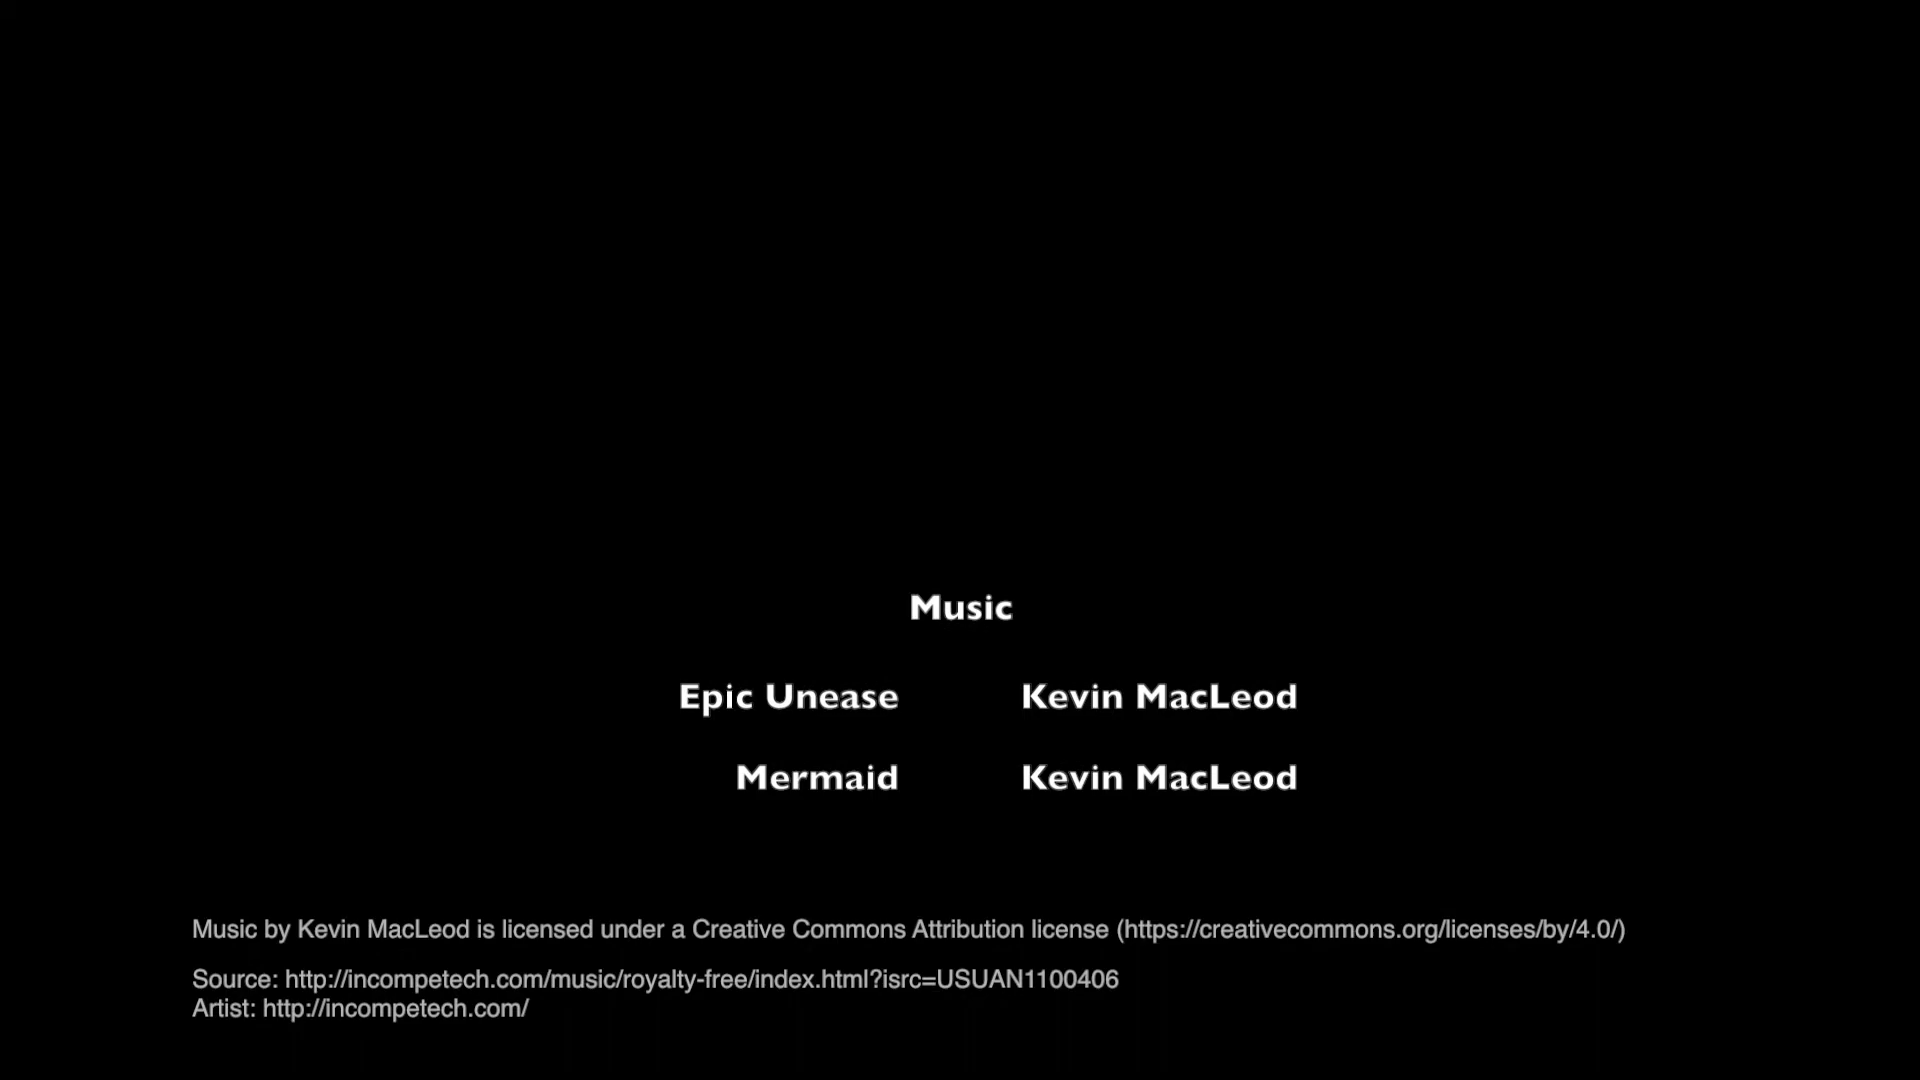 Music
Epic Unease Kevin MacLeod
Mermaid Kevin MacLeod
Music by Kevin MacLeod is licensed under a Creative Commons Attribution license (https://creativecommons.org/licenses/by/4.0/)
Source: http://incompetech.com/music/royalty-free/index.html?isrc=USUAN1100406
Artist: http://incompetech.com/